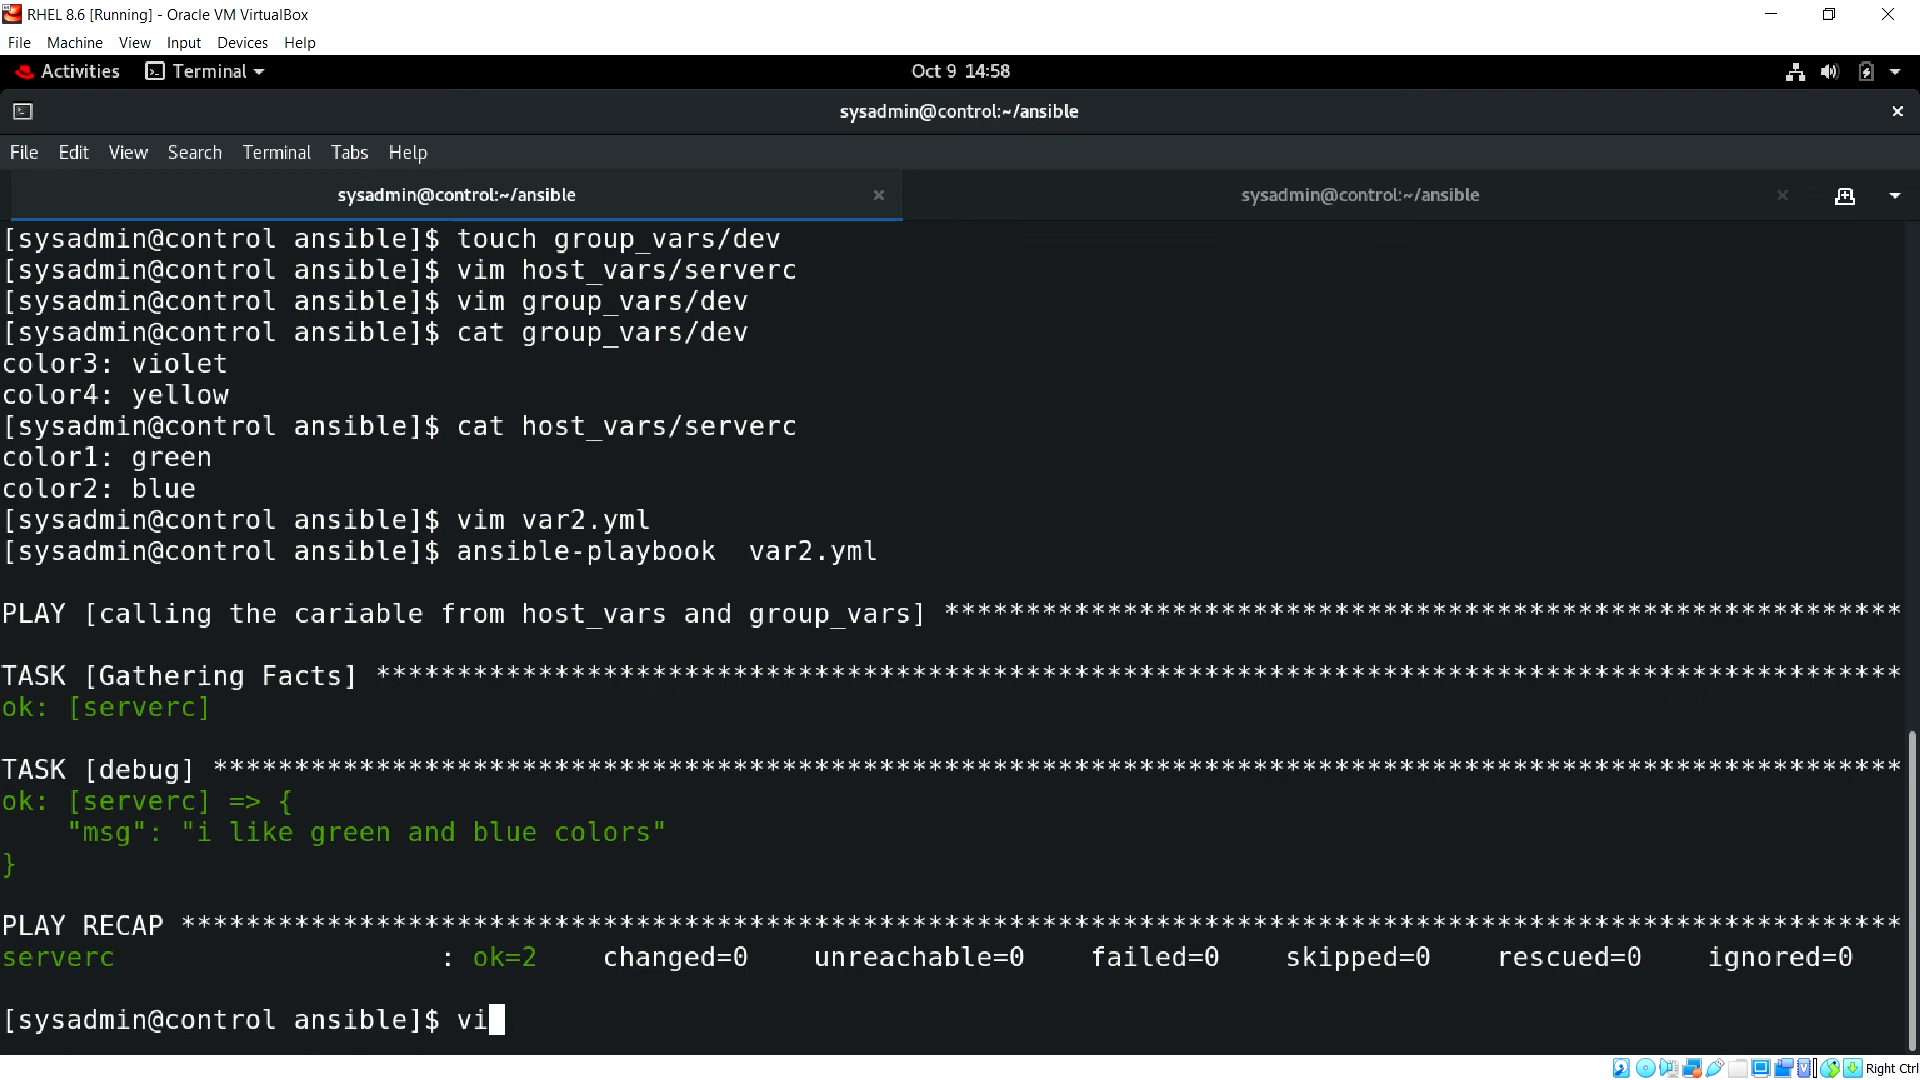 RHEL 8.6 [Running] - Oracle VM VirtualBox
File Machine View Input Devices Help
Activities Terminal Oct 9 14:58
sysadmin@control:~/ansible
File Edit View Search Terminal Tabs Help
sysadmin@control:~/ansible sysadmin@control:~/ansible
[sysadmin@control ansible]$ touch group_vars/dev
[sysadmin@control ansible]$ vim host_vars/serverc
[sysadmin@control ansible]$ vim group_vars/dev
[sysadmin@control ansible]$ cat group_vars/dev
color3: violet
color4: yellow
[sysadmin@control ansible]$ cat host_vars/serverc
color1: green
color2: blue
[sysadmin@control ansible]$ vim var2.yml
[sysadmin@control ansible]$ ansible-playbook  var2.yml
PLAY [calling the cariable from host_vars and group_vars] ***********************************************************
TASK [Gathering Facts] **********************************************************************************************
ok: [serverc]
TASK [debug] ********************************************************************************************************
ok: [serverc] => {
    "msg": "i like green and blue colors"
}
PLAY RECAP **********************************************************************************************************
serverc                    : ok=2    changed=0    unreachable=0    failed=0    skipped=0    rescued=0    ignored=0
[sysadmin@control ansible]$ vi
Right Ctrl